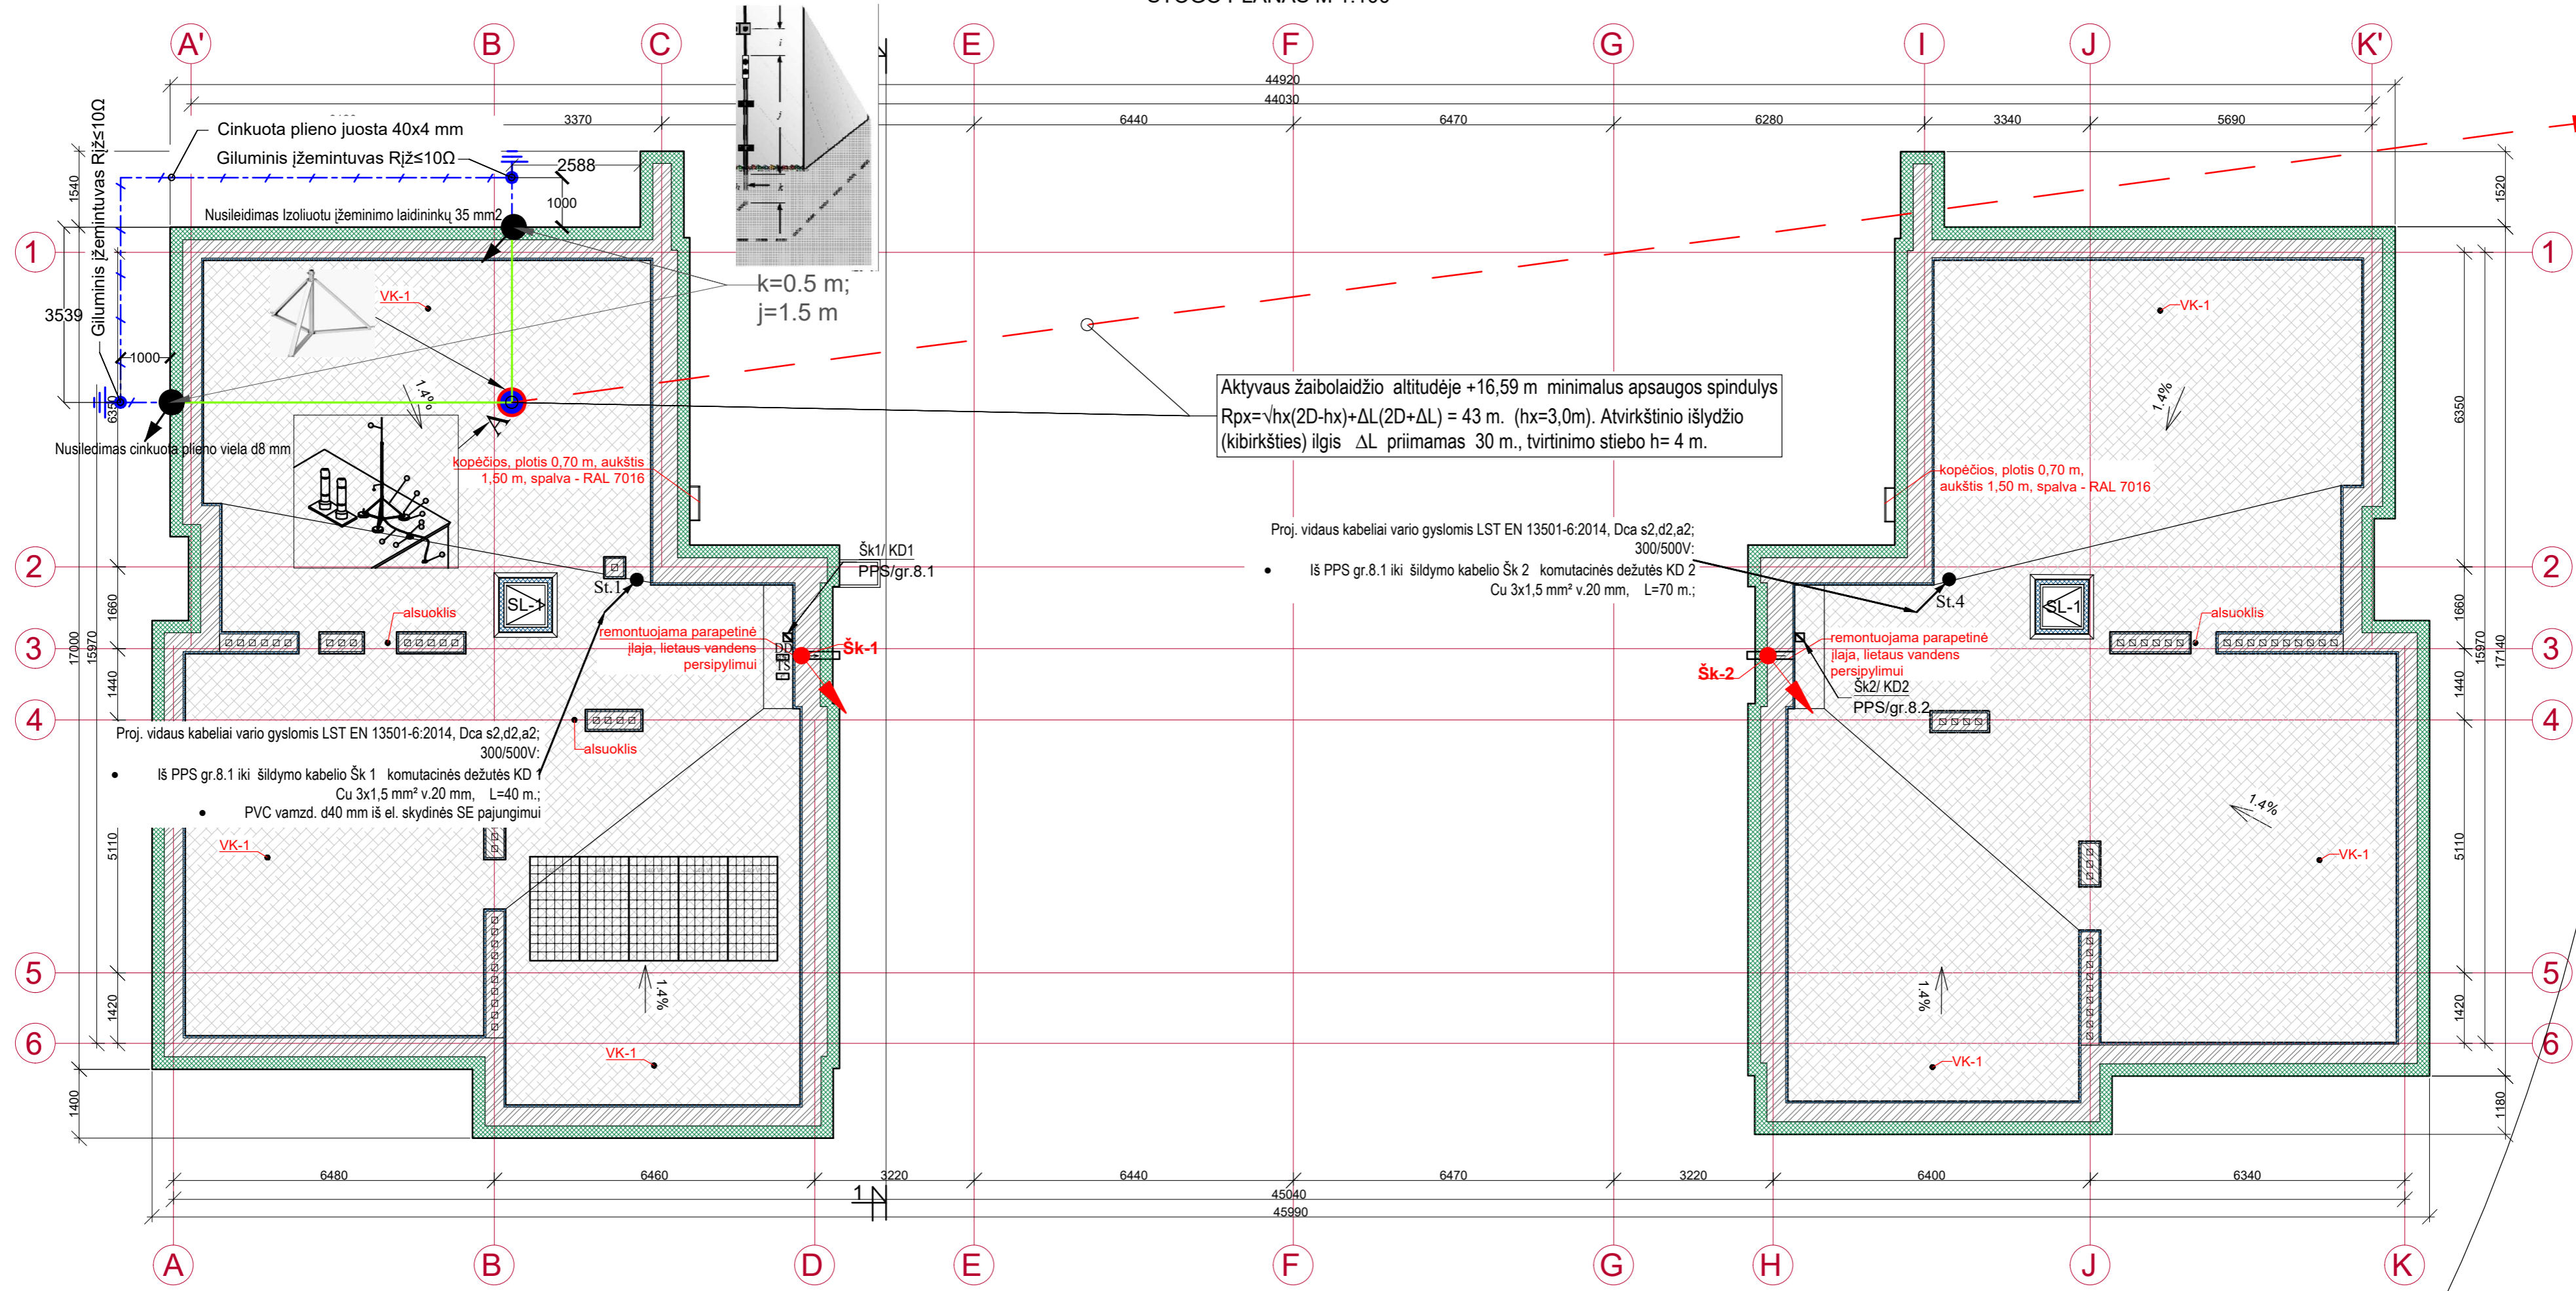 A'
B
C
E
F
G
I
J
K'
44920
44030
3370
6440
6470
6280
3340
5690
i
j
k
Cinkuota plieno juosta 40x4 mm
Giluminis įžemintuvas Rįž≤10Ω
Giluminis įžemintuvas Rįž≤10Ω
2588
1000
1540
1520
Nusileidimas Izoliuotu įžeminimo laidininkų 35 mm2
1
1
k=0.5 m;
j=1.5 m
3539
1000
6350
6350
VK-1
VK-1
1.4%
1.4%
A
Nusiledimas cinkuota plieno viela d8 mm
Aktyvaus žaibolaidžio altitudėje +16,59 m minimalus apsaugos spindulys
Rpx=√hx(2D-hx)+ΔL(2D+ΔL) = 43 m. (hx=3,0m). Atvirkštinio išlydžio
(kibirkšties) ilgis ΔL priimamas 30 m., tvirtinimo stiebo h= 4 m.
kopėčios, plotis 0,70 m, aukštis
1,50 m, spalva - RAL 7016
kopėčios, plotis 0,70 m,
aukštis 1,50 m, spalva - RAL 7016
Proj. vidaus kabeliai vario gyslomis LST EN 13501-6:2014, Dca s2,d2,a2;
300/500V:
• Iš PPS gr.8.1 iki šildymo kabelio Šk 2 komutacinės dežutės KD 2
Cu 3x1,5 mm² v.20 mm, L=70 m.;
Šk1/ KD1
PPS/gr.8.1
2
2
St.1
St.4
SL-1
SL-1
1660
1660
alsuoklis
alsuoklis
remontuojama parapetinė
įlaja, lietaus vandens
persipylimui
DD
TS
Šk-1
remontuojama parapetinė
įlaja, lietaus vandens
persipylimui
Šk-2
Šk2/ KD2
PPS/gr.8.2
3
3
17000
15970
15970
17140
1440
1440
4
4
alsuoklis
Proj. vidaus kabeliai vario gyslomis LST EN 13501-6:2014, Dca s2,d2,a2;
300/500V:
• Iš PPS gr.8.1 iki šildymo kabelio Šk 1 komutacinės dežutės KD 1
Cu 3x1,5 mm² v.20 mm, L=40 m.;
• PVC vamzd. d40 mm iš el. skydinės SE pajungimui
1.4%
VK-1
VK-1
5110
5110
5
5
1.4%
1.4%
1420
1420
6
6
VK-1
VK-1
1400
1180
6480
6460
3220
6440
6470
3220
6400
6340
1
45040
45990
A
B
D
E
F
G
H
J
K